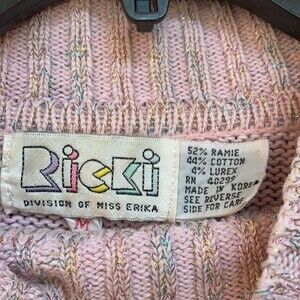 Ricki
DIVISION OF MISS ERIKA
M
52% RAMIE
44% COTTON
4% LUREX
RN 40299
MADE IN KOREA
SEE REVERSE
SIDE FOR CARE